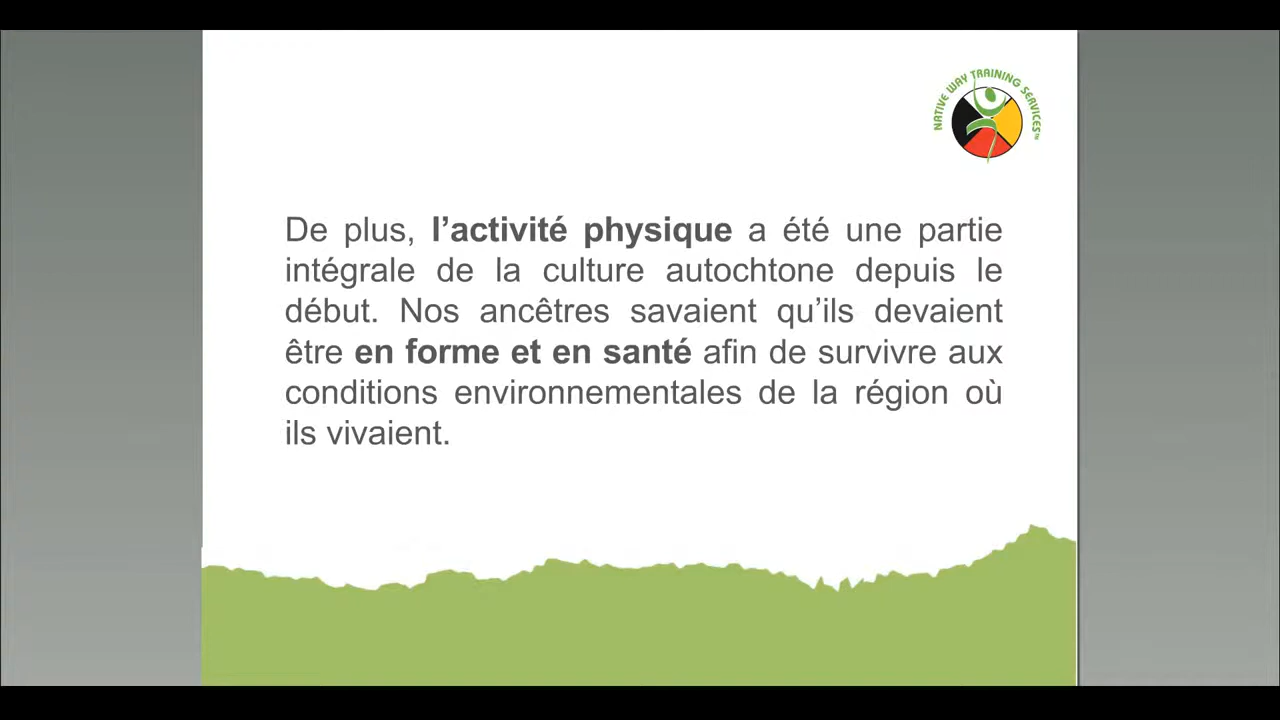 NATIVE WAY TRAINING SERVICES™
De plus, l’activité physique a été une partie
intégrale de la culture autochtone depuis le
début. Nos ancêtres savaient qu’ils devaient
être en forme et en santé afin de survivre aux
conditions environnementales de la région où
ils vivaient.